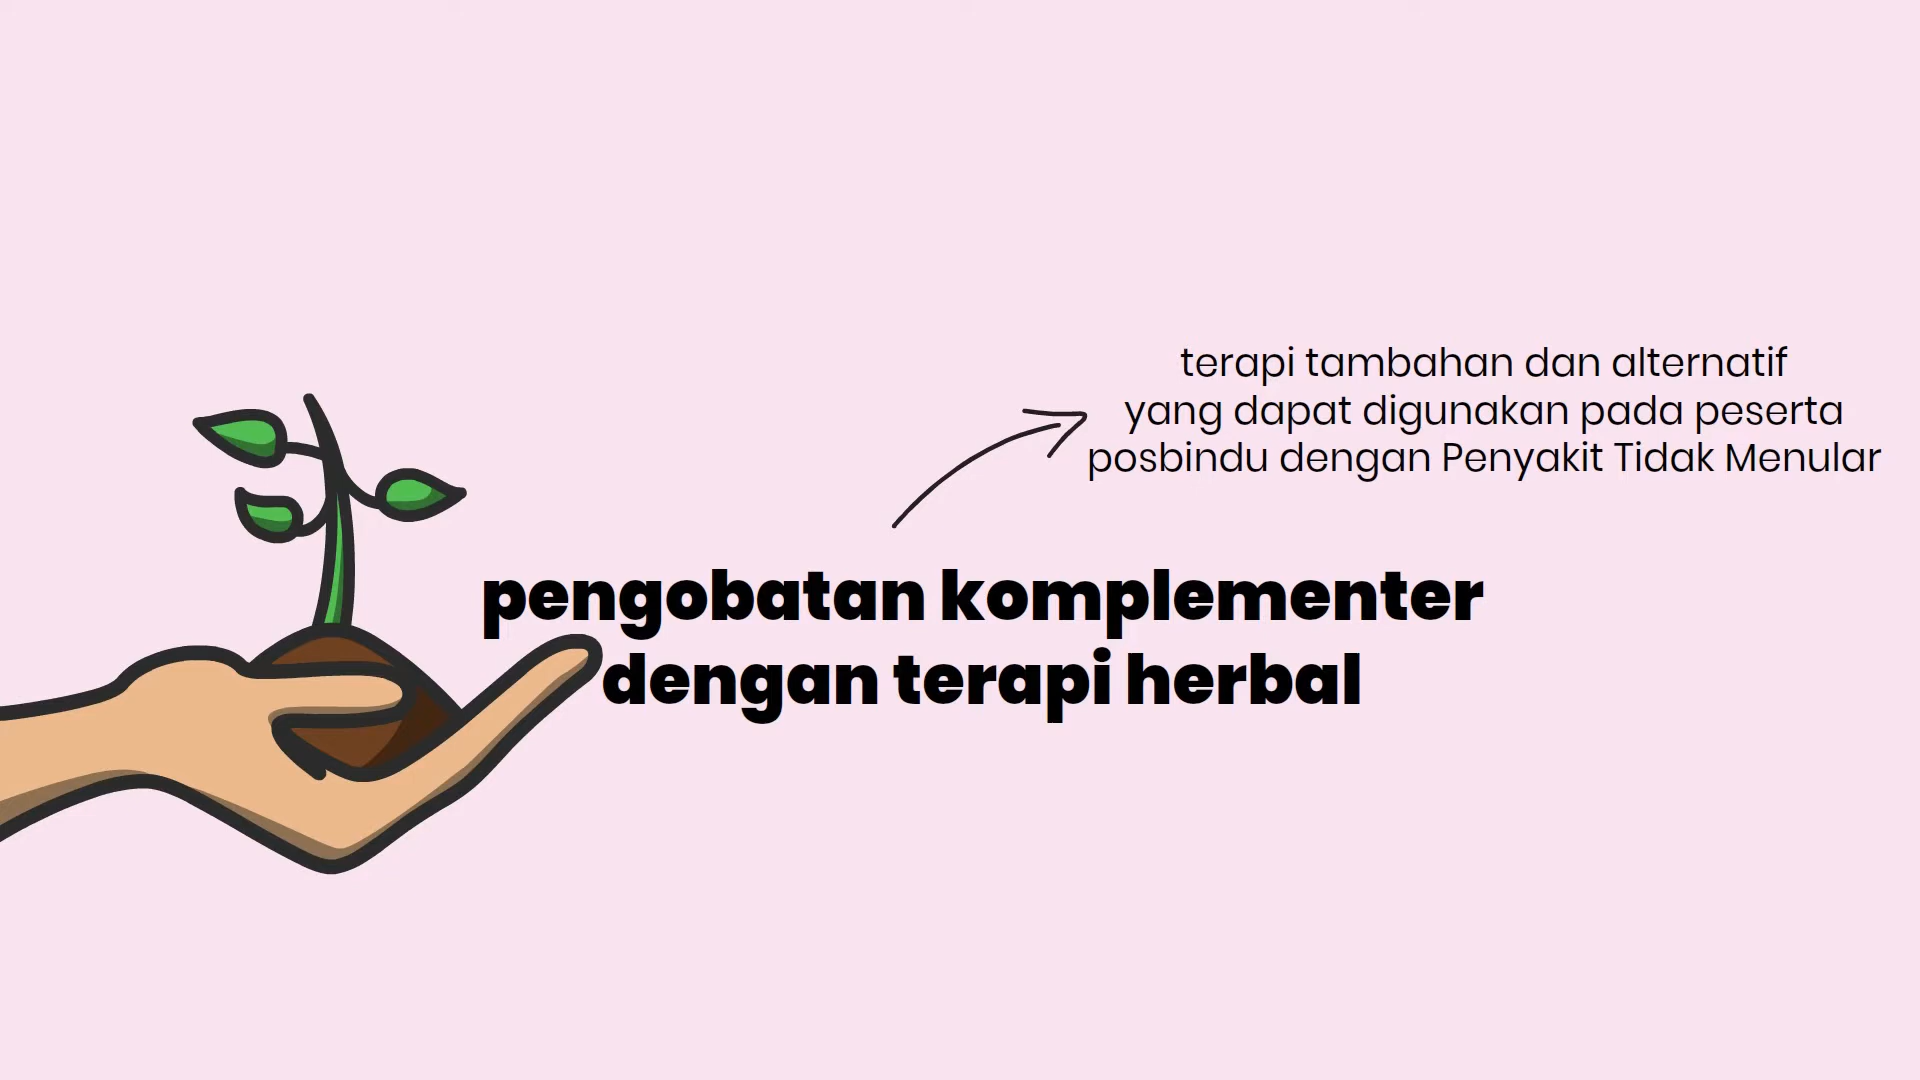 terapi tambahan dan alternatif
yang dapat digunakan pada peserta
posbindu dengan Penyakit Tidak Menular
pengobatan komplementer
dengan terapi herbal